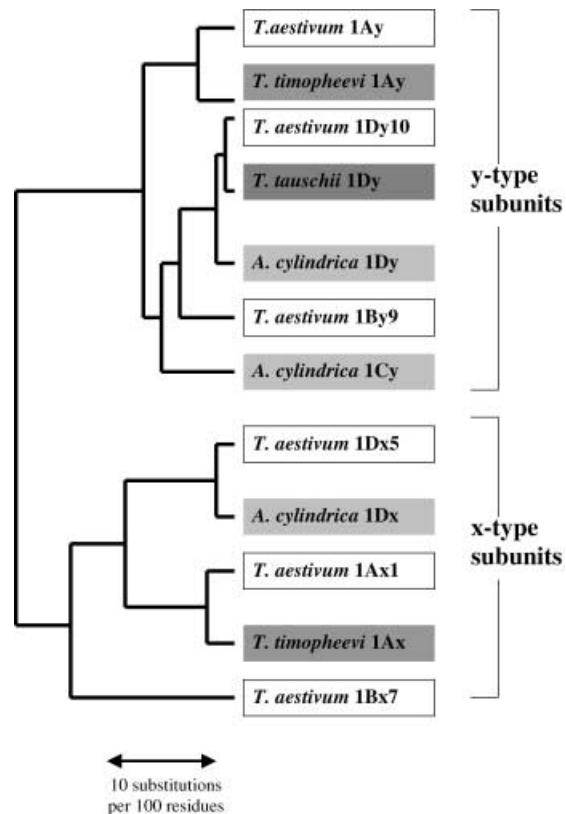 T.aestivum 1Ay
T. timopheevi 1Ay
T. aestivum 1Dy10
T. tauschii 1Dy
A. cylindrica 1Dy
T. aestivum 1By9
A. cylindrica 1Cy
y-type
subunits
T. aestivum 1Dx5
A. cylindrica 1Dx
T. aestivum 1Ax1
T. timopheevi 1Ax
T. aestivum 1Bx7
x-type
subunits
10 substitutions
per 100 residues